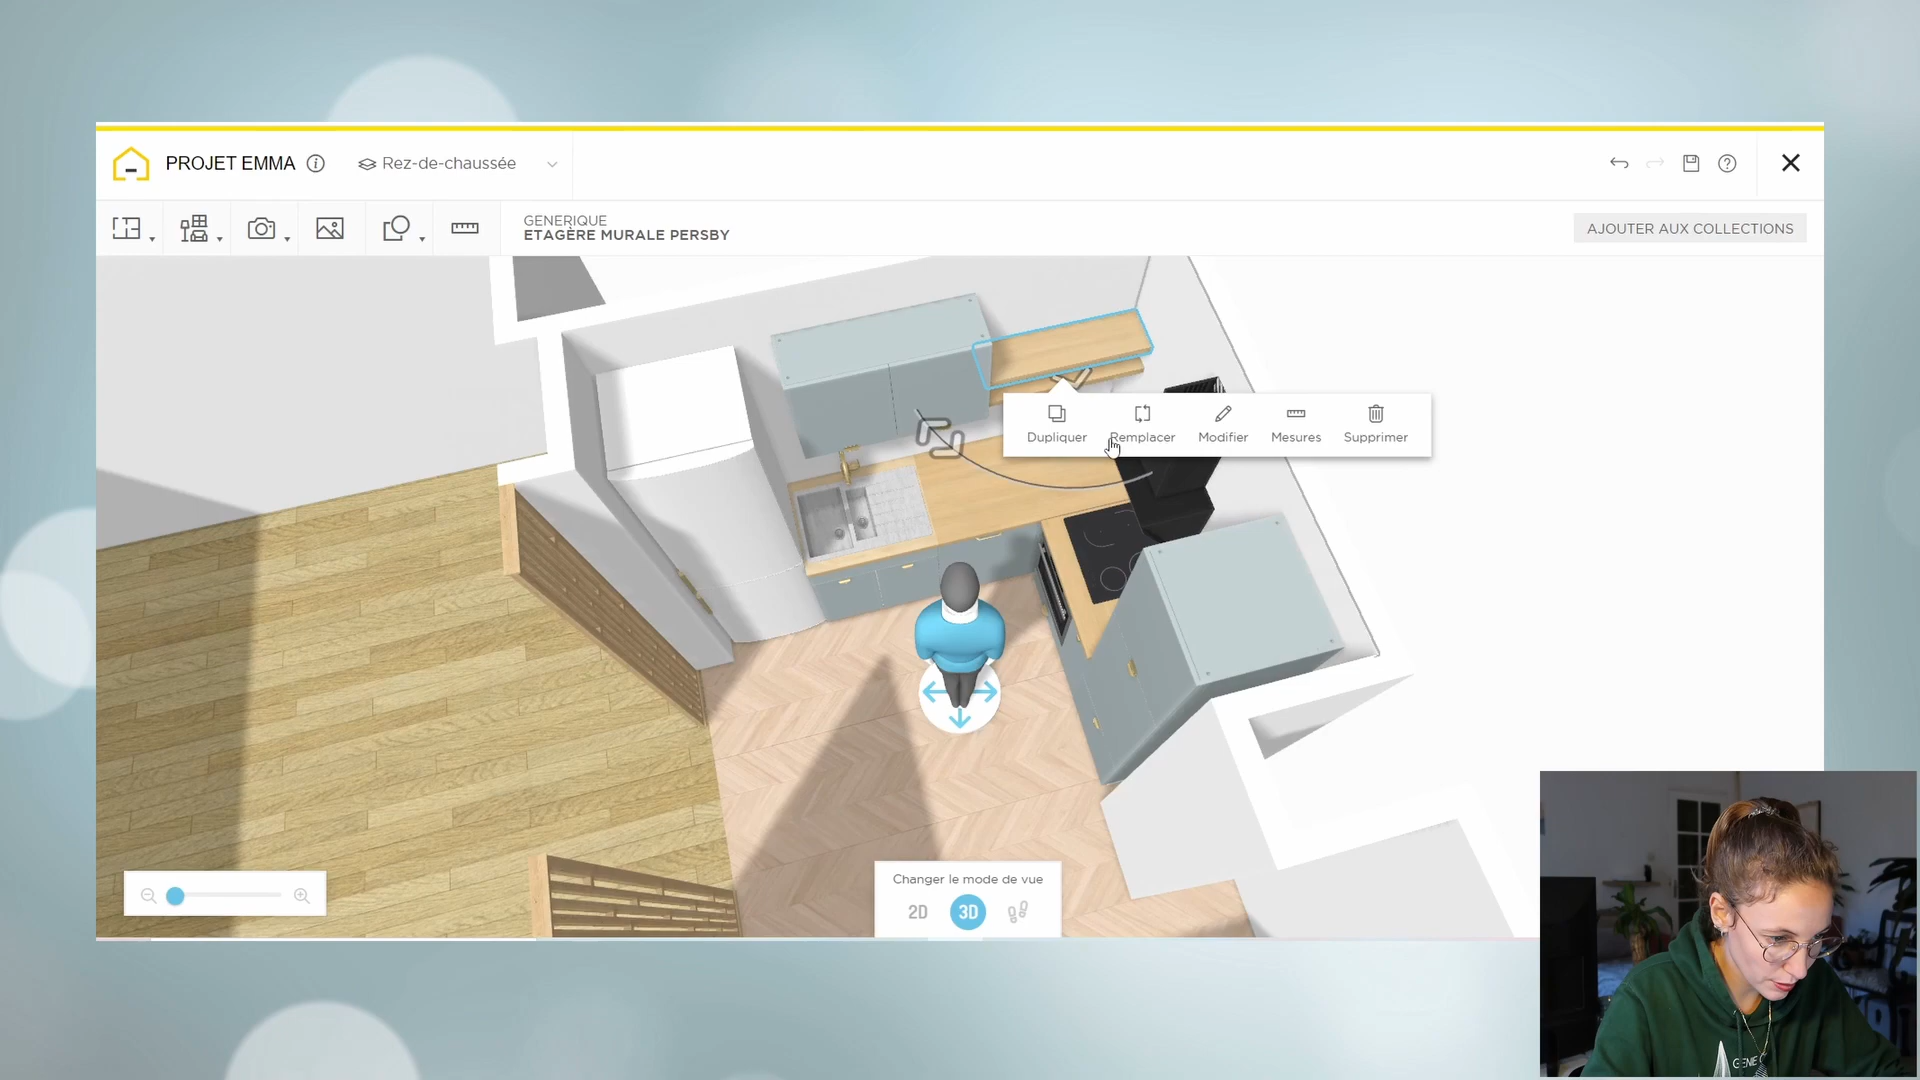 PROJET EMMA
Rez-de-chaussée
GENERIQUE
ETAGÈRE MURALE PERSBY
AJOUTER AUX COLLECTIONS
Dupliquer
Remplacer
Modifier
Mesures
Supprimer
Changer le mode de vue
2D
3D